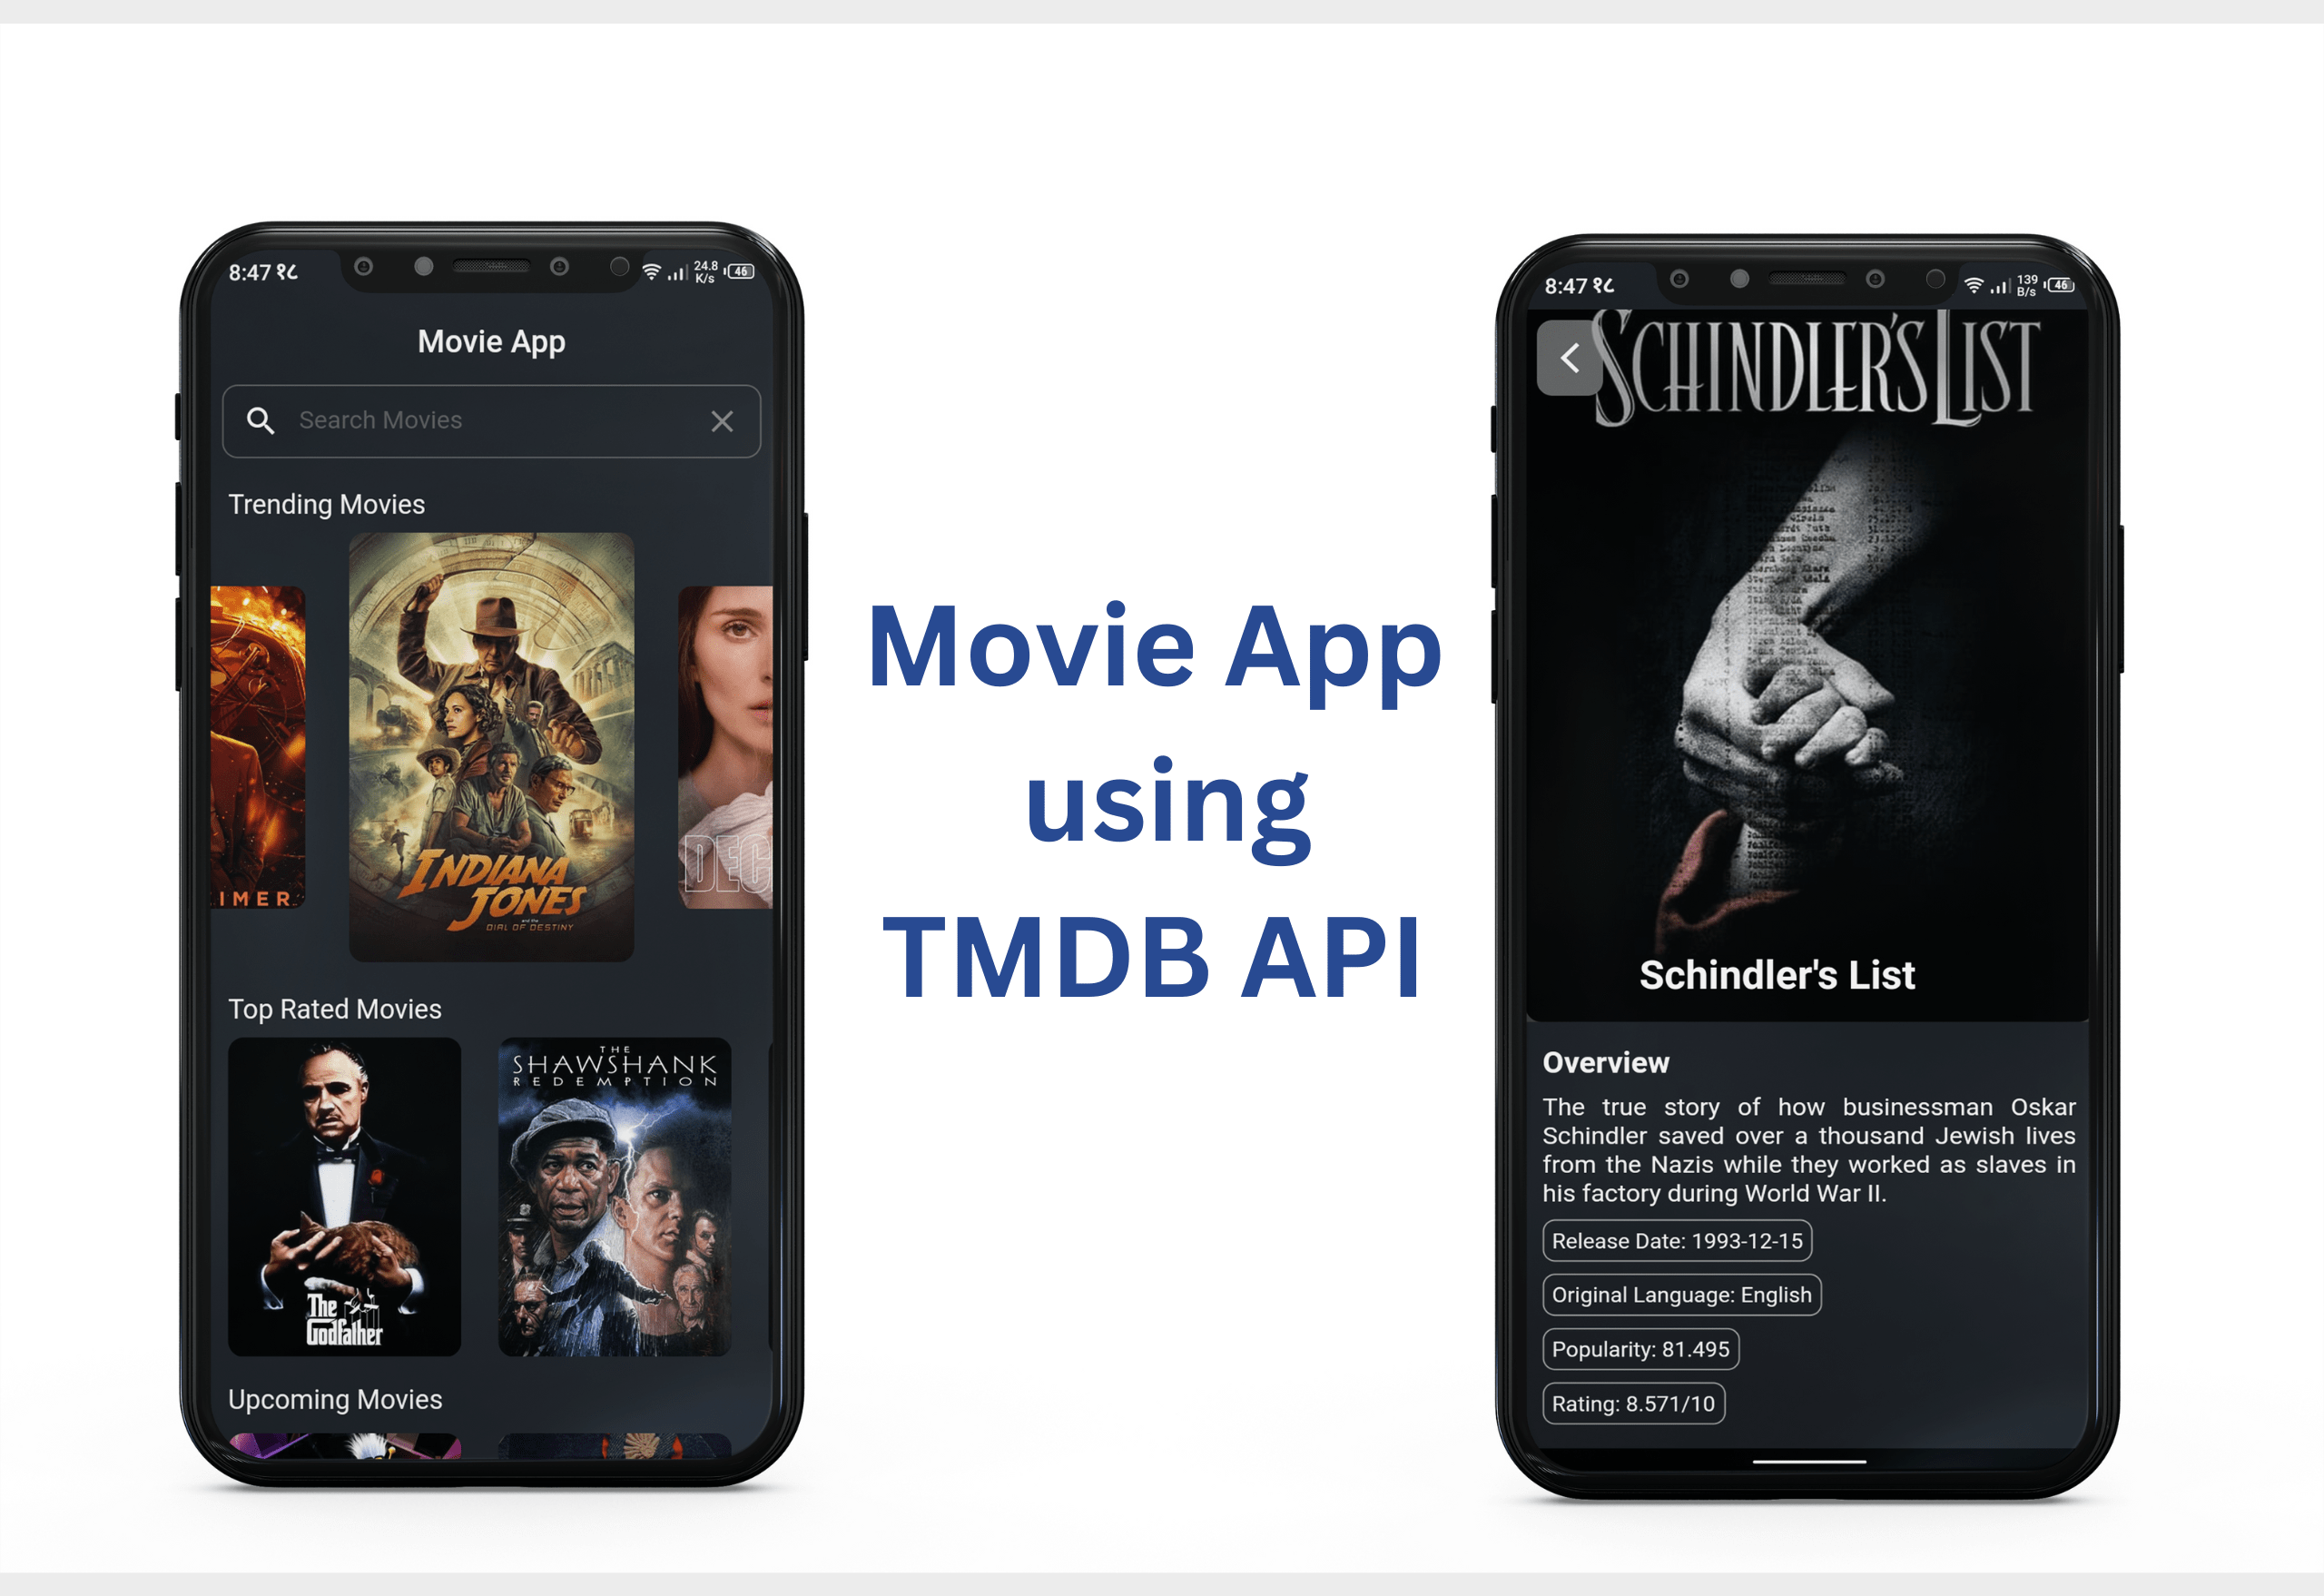 8:47 १८
24.8
K/s
46
Movie App
Search Movies
Trending Movies
IMER
INDIANA
JONES
and the
DIAL OF DESTINY
DEC
Top Rated Movies
The
Godfather
THE
SHAWSHANK
REDEMPTION
Upcoming Movies
Movie App
using
TMDB API
8:47 १८
139
B/s
46
SCHINDLER'S LIST
Schindler's List
Overview
The true story of how businessman Oskar
Schindler saved over a thousand Jewish lives
from the Nazis while they worked as slaves in
his factory during World War II.
Release Date: 1993-12-15
Original Language: English
Popularity: 81.495
Rating: 8.571/10